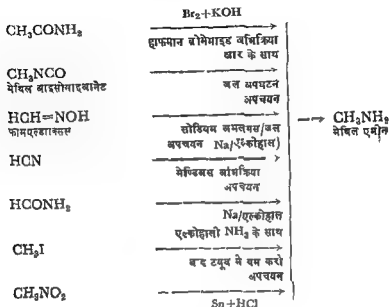 Br₂+KOH
CH₃CONH₂
हाफमान ब्रोमेमाइड अभिक्रिया
क्षार के साथ
CH₃NCO
मेथिल आइसोसाइआनेट
जल अपघटन
अपचयन
HCH=NOH
फार्मएल्डाक्सिम
सोडियम अमलगम/जल
अपचयन Na/एल्कोहाल)
CH₃NH₂
मेथिल एमीन
HCN
मेण्डियस अभिक्रिया
अपचयन
HCONH₂
Na/एल्कोहाल
एल्कोहाली NH₃ के साथ
CH₃I
बन्द ट्यूब मे गर्म करो
अपचयन
CH₃NO₂
Sn+HCl